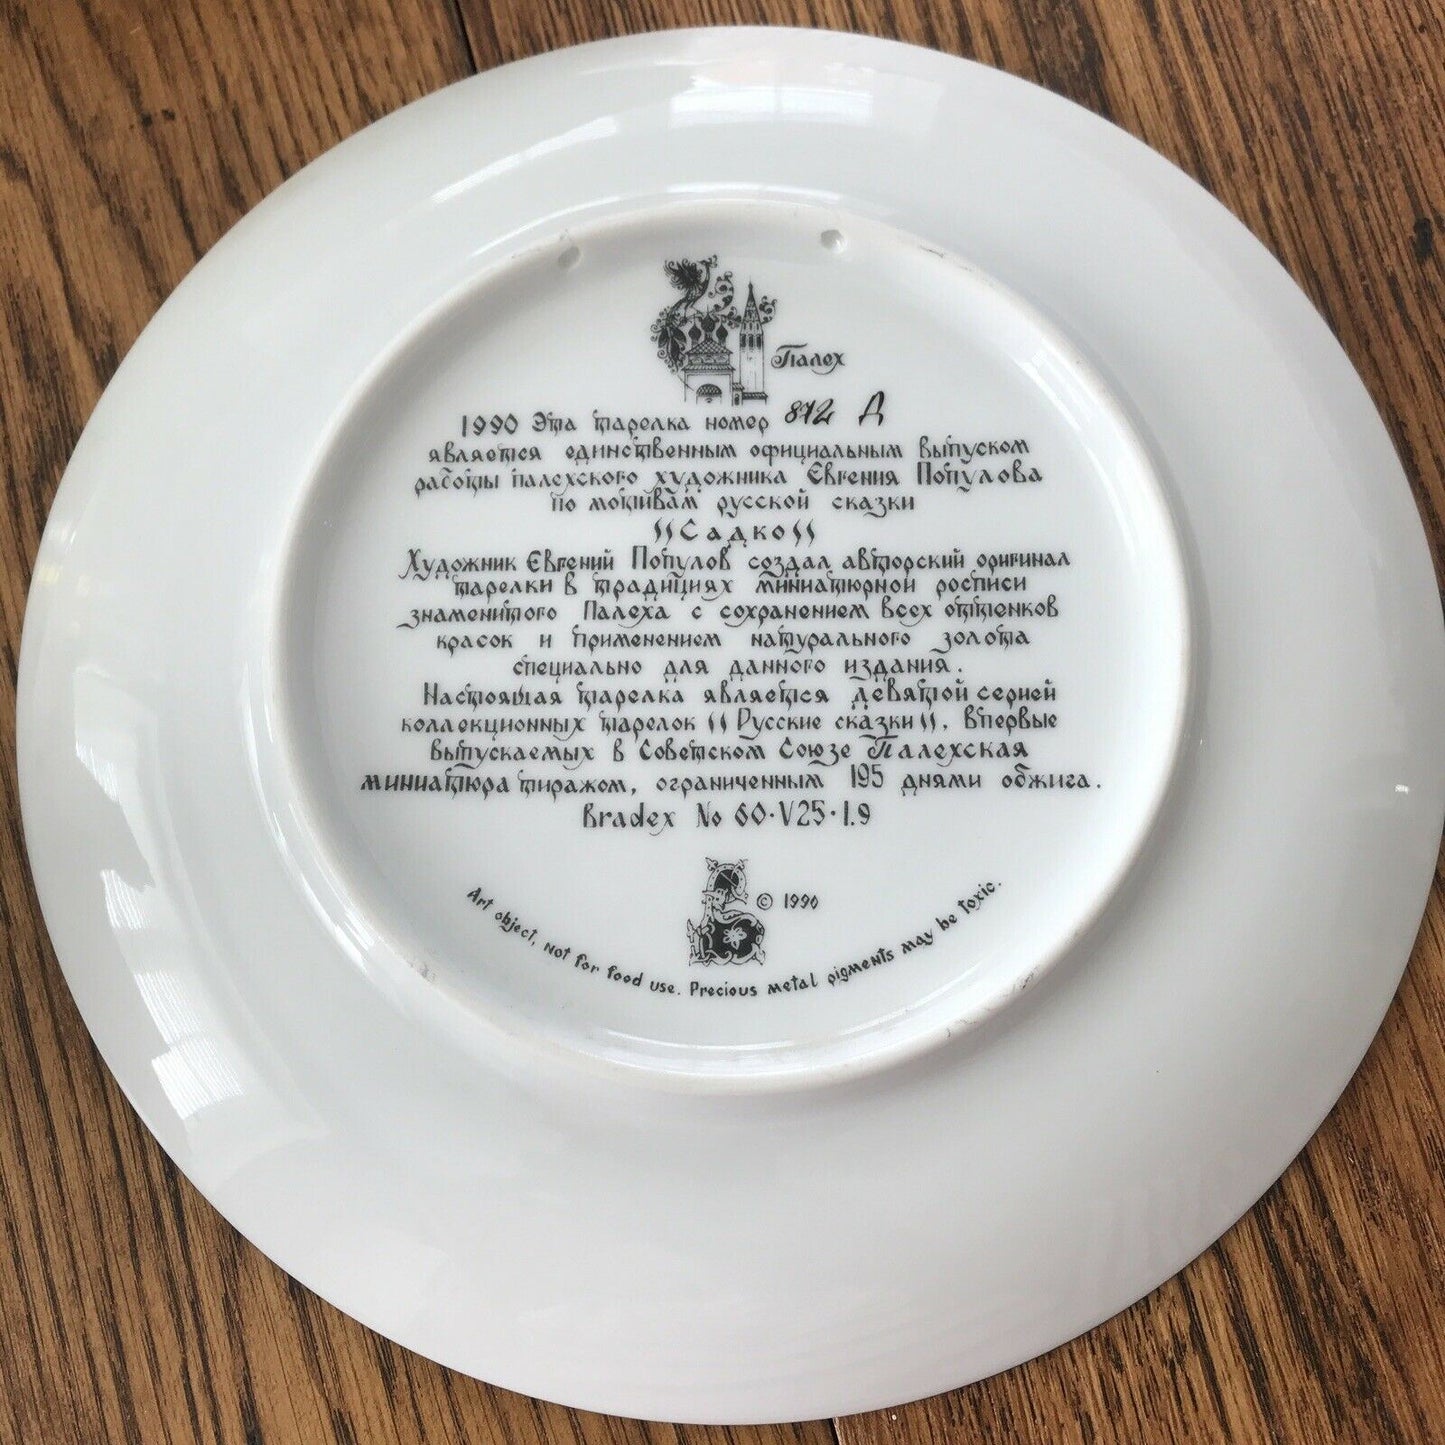 Палех
1990 Эта тарелка номер 872 Д
является единственным официальным выпуском
работы палехского художника Евгения Популова
по мотивам русской сказки
"Садко"
Художник Евгений Популов создал авторский оригинал
тарелки в традициях миниатюрной росписи
знаменитого Палеха с сохранением всех оттенков
красок и применением натурального золота
специально для данного издания.
Настоящая тарелка является девятой серией
коллекционных тарелок "Русские сказки", впервые
выпускаемых в Советском Союзе Палехская
миниатюра тиражом, ограниченным 195 днями обжига.
Bradex No 60·V25·1.9
© 1990
Art object, not for food use. Precious metal pigments may be toxic.